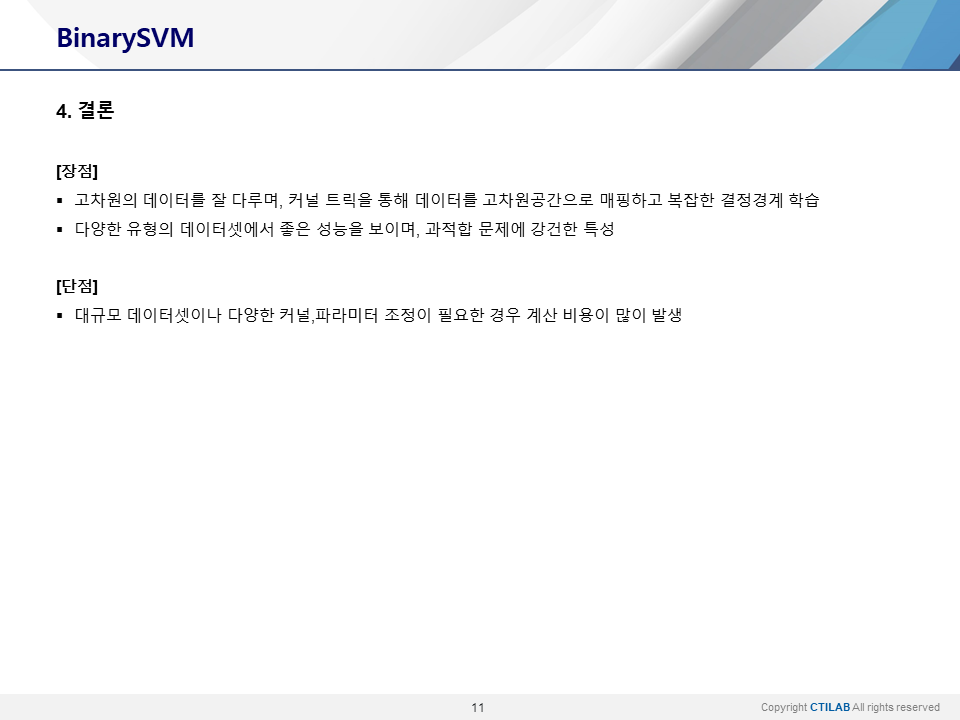 BinarySVM
4. 결론
[장점]
▪ 고차원의 데이터를 잘 다루며, 커널 트릭을 통해 데이터를 고차원공간으로 매핑하고 복잡한 결정경계 학습
▪ 다양한 유형의 데이터셋에서 좋은 성능을 보이며, 과적합 문제에 강건한 특성
[단점]
▪ 대규모 데이터셋이나 다양한 커널,파라미터 조정이 필요한 경우 계산 비용이 많이 발생
11
Copyright CTILAB All rights reserved